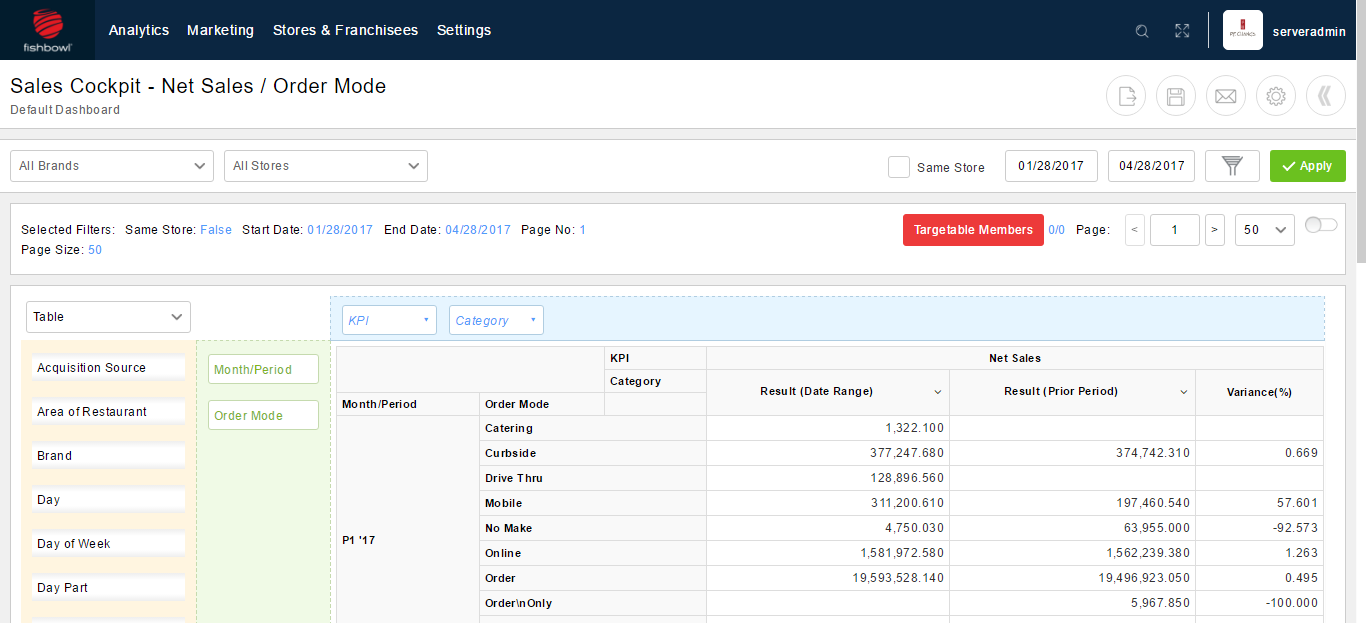 fishbowl
Analytics Marketing Stores & Franchisees Settings
P.F. CHANG'S
serveradmin
Sales Cockpit - Net Sales / Order Mode
Default Dashboard
All Brands All Stores Same Store 01/28/2017 04/28/2017 Apply
Selected Filters: Same Store: False Start Date: 01/28/2017 End Date: 04/28/2017 Page No: 1
Page Size: 50
Targetable Members 0/0 Page: < 1 > 50
Table
KPI Category
Acquisition Source
Area of Restaurant
Brand
Day
Day of Week
Day Part
Month/Period
Order Mode
KPI Net Sales
Category Result (Date Range) Result (Prior Period) Variance(%)
Month/Period Order Mode
P1 '17
Catering 1,322.100
Curbside 377,247.680 374,742.310 0.669
Drive Thru 128,896.560
Mobile 311,200.610 197,460.540 57.601
No Make 4,750.030 63,955.000 -92.573
Online 1,581,972.580 1,562,239.380 1.263
Order 19,593,528.140 19,496,923.050 0.495
Order\nOnly 5,967.850 -100.000